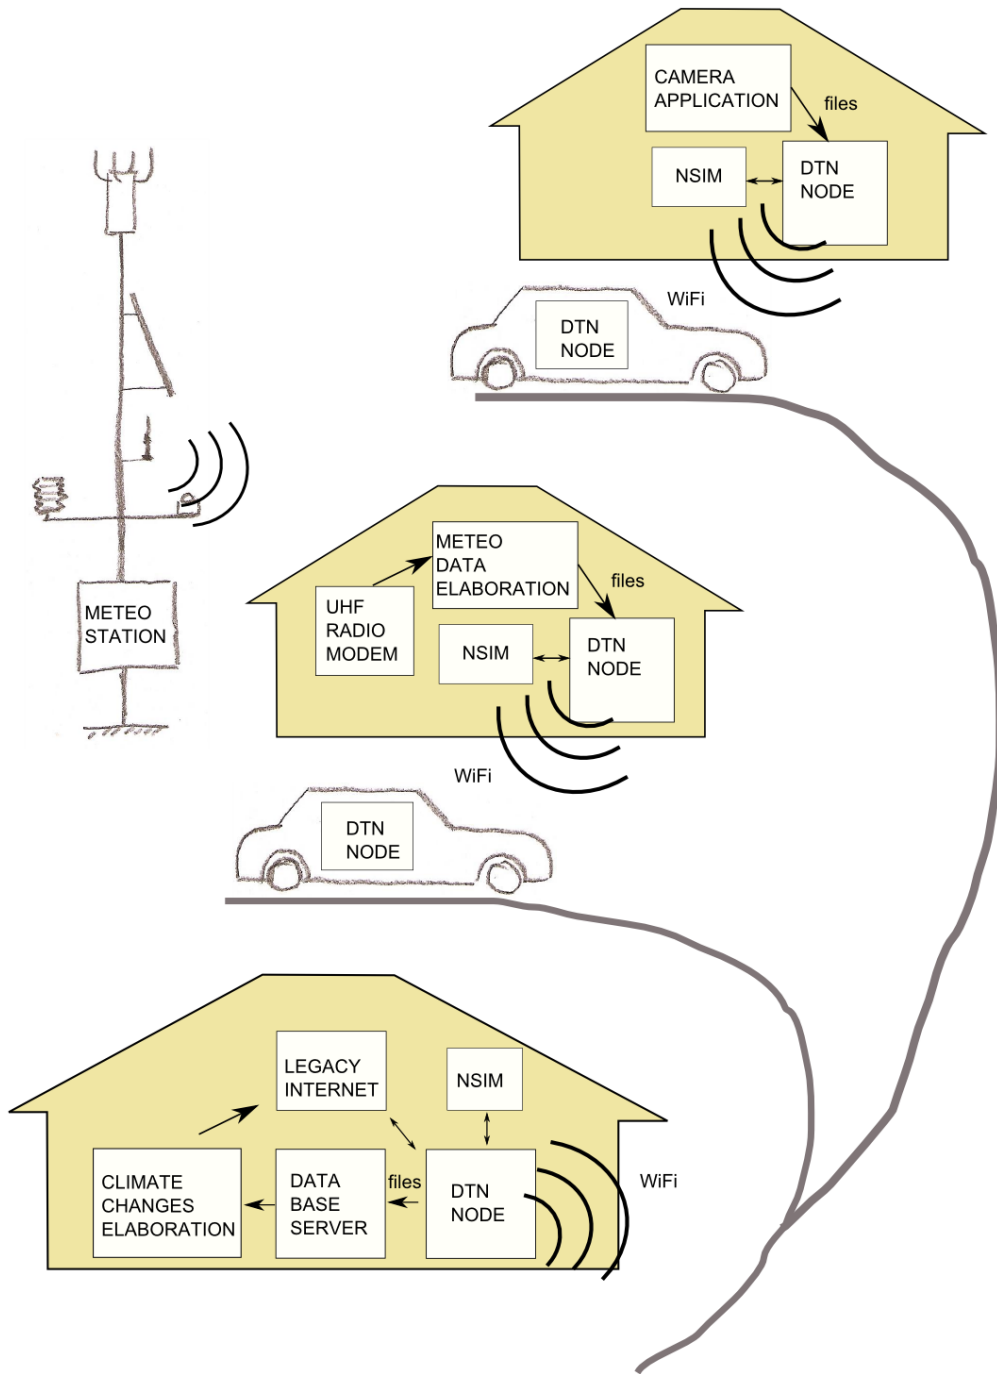 CAMERA
APPLICATION
files
NSIM
DTN
NODE
WiFi
DTN
NODE
METEO
STATION
METEO
DATA
ELABORATION
files
UHF
RADIO
MODEM
NSIM
DTN
NODE
WiFi
DTN
NODE
LEGACY
INTERNET
NSIM
CLIMATE
CHANGES
ELABORATION
DATA
BASE
SERVER
files
DTN
NODE
WiFi